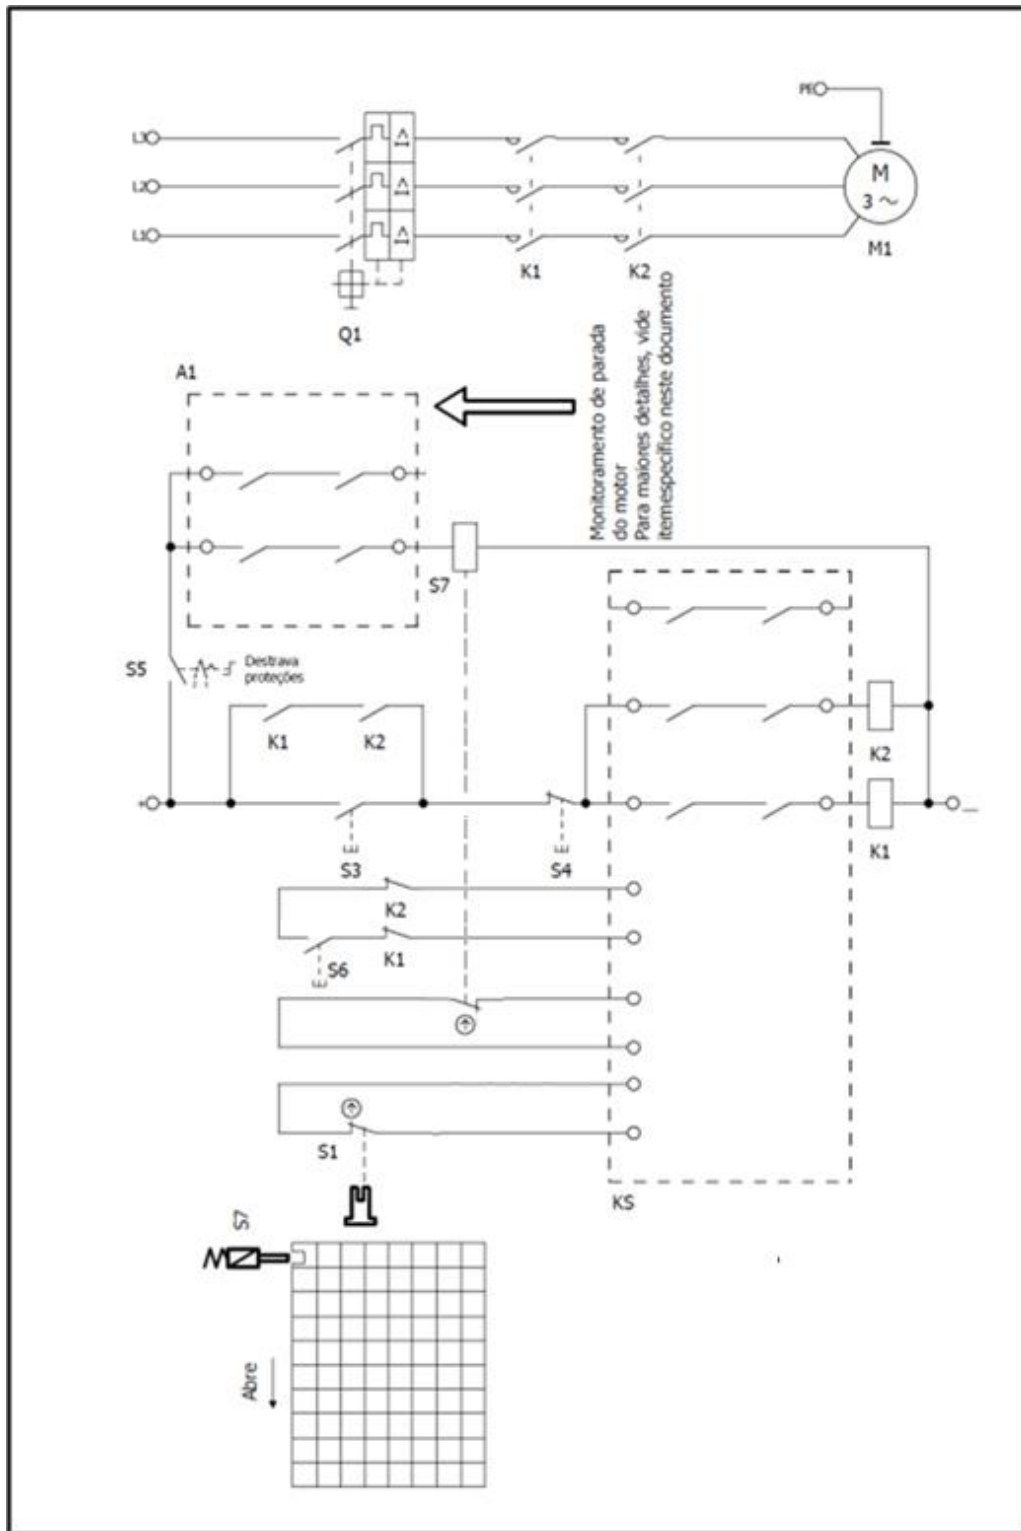 PE
L3
L2
L1
M
3 ~
M1
K1
K2
Q1
A1
Monitoramento de parada
do motor
Para maiores detalhes, vide
itemespecífico neste documento
S7
S5
Destrava
proteções
K1
K2
K2
+
S3
S4
K1
—
K2
S6
K1
S1
KS
S7
Abre